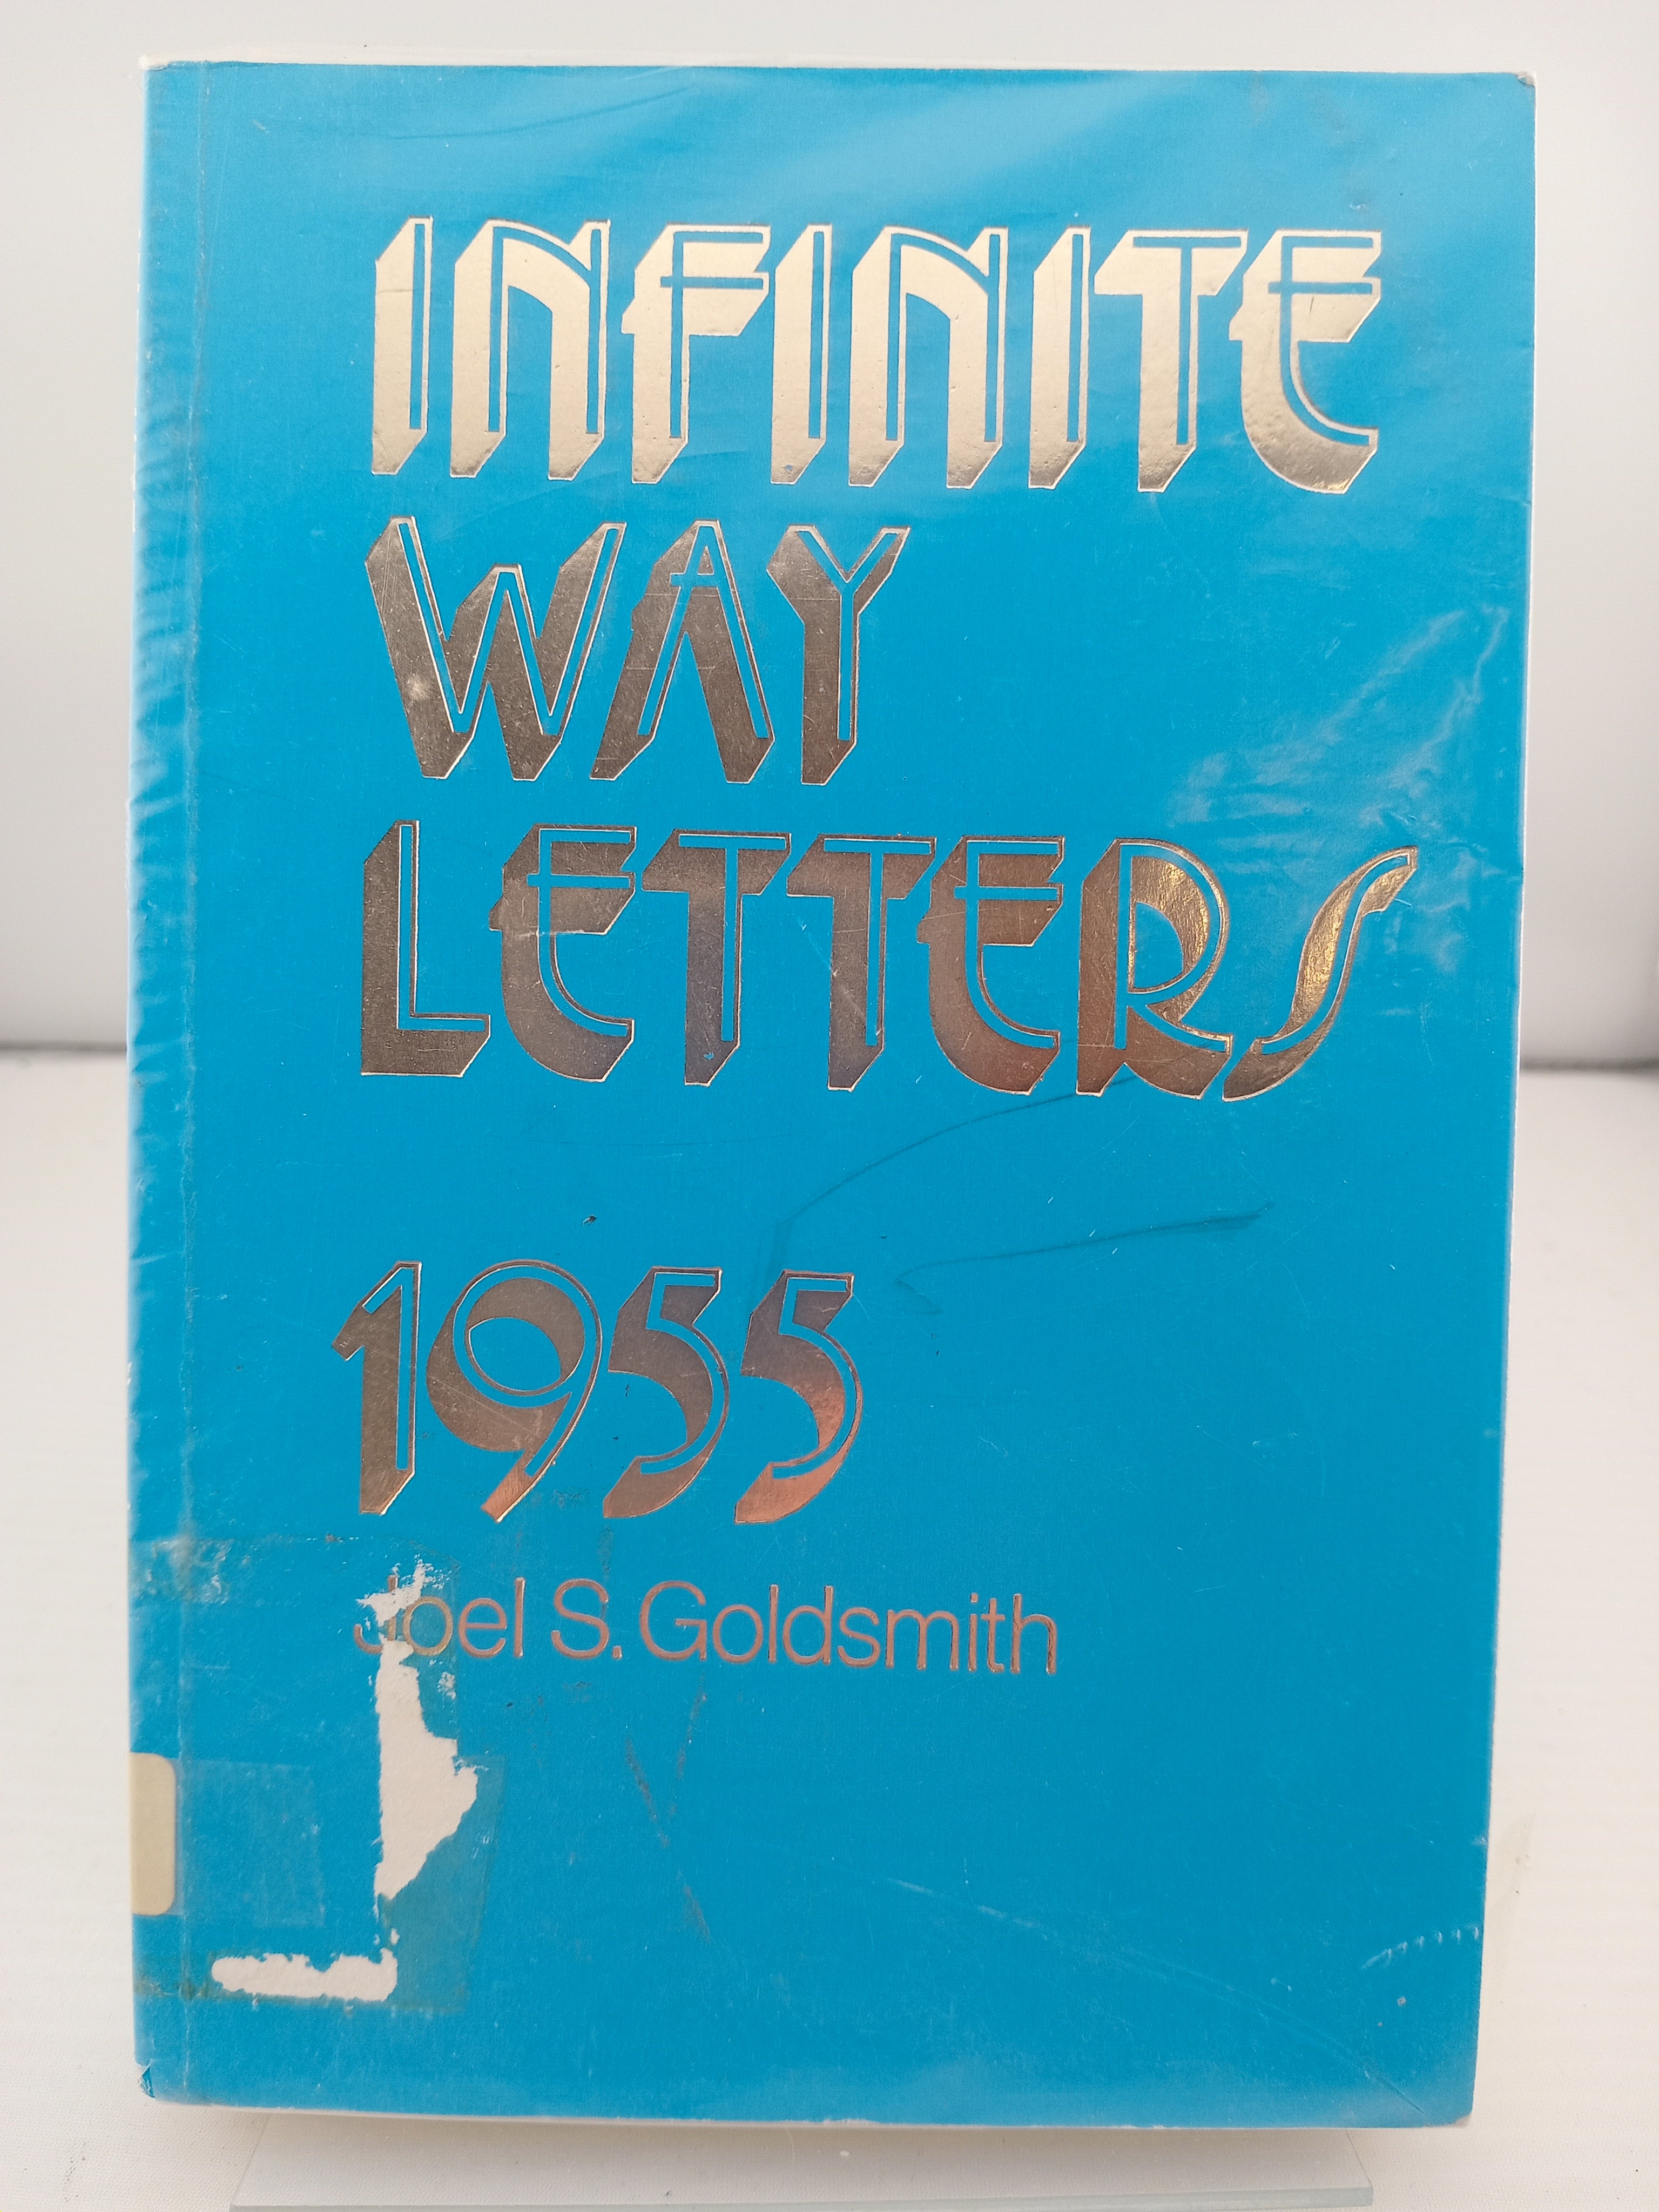 INFINITE
WAY
LETTERS
1955
Joel S. Goldsmith